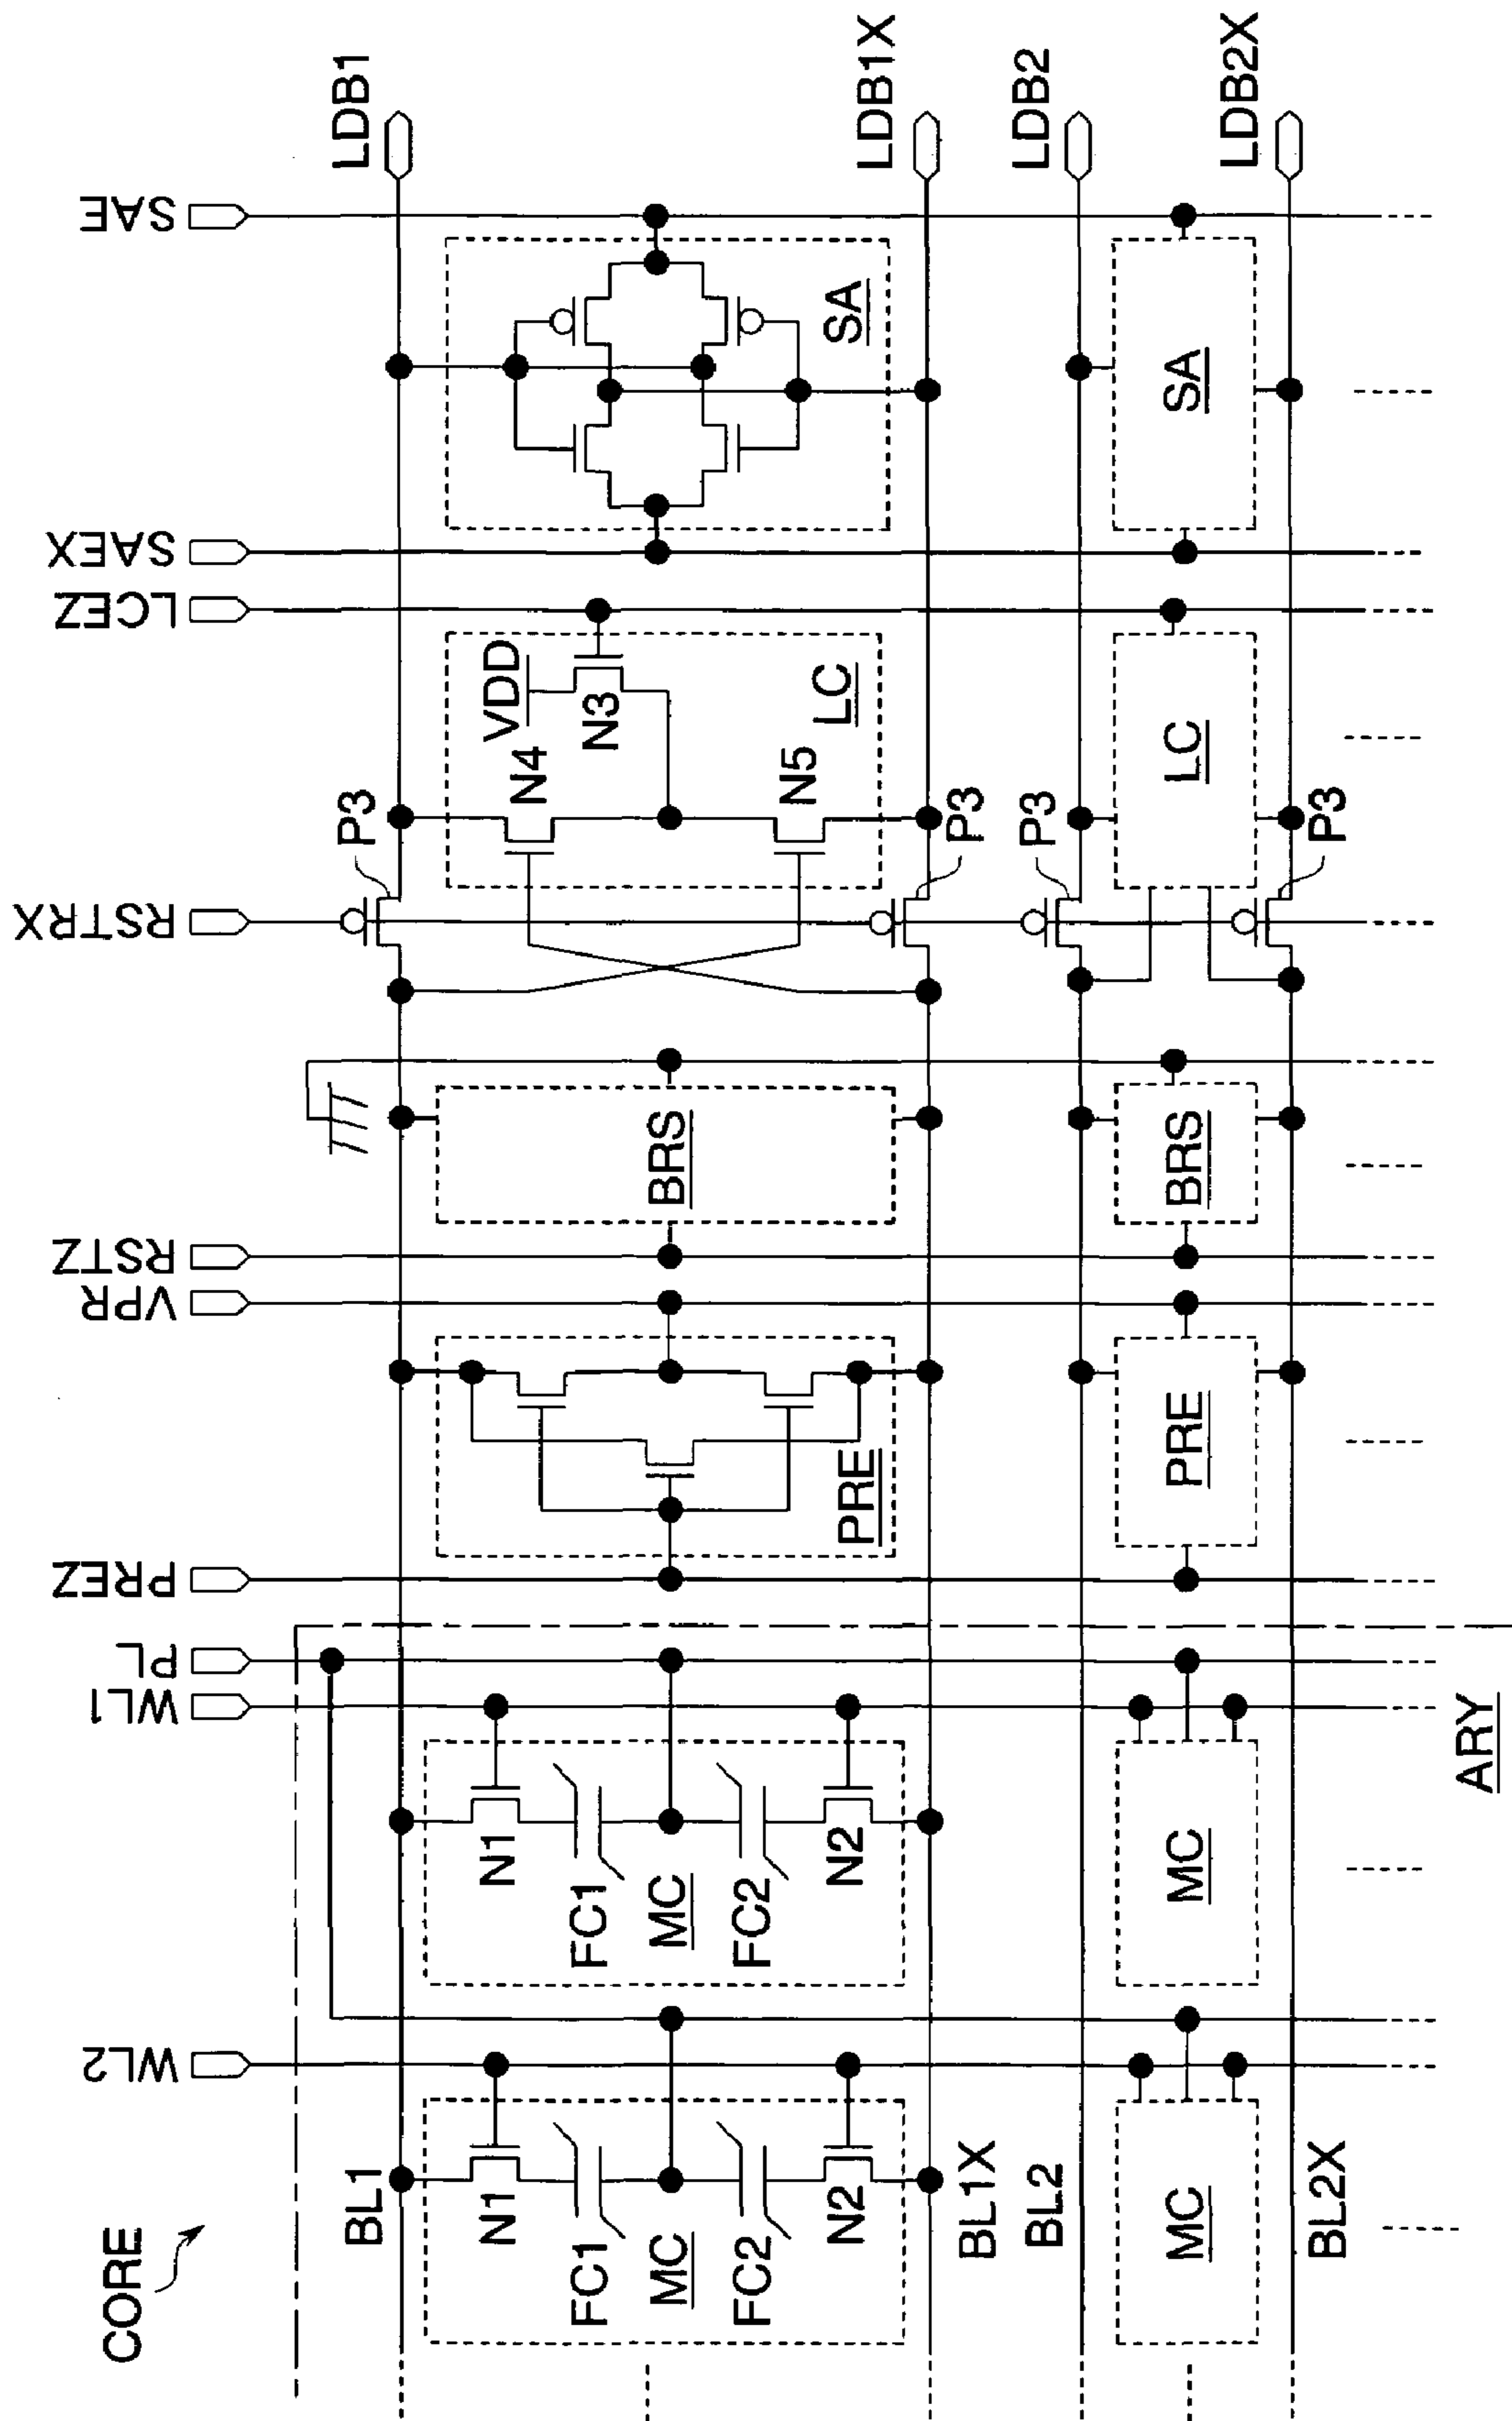 CORE
WL2
WL1
PL
PREZ
VPR
RSTZ
RSTRX
LCEZ
SAEX
SAE
BL1
P3
LDB1
N1
FC1
MC
FC2
N2
N1
FC1
MC
FC2
N2
PRE
BRS
N4
VDD
N3
N5
LC
SA
BL1X
P3
LDB1X
BL2
P3
LDB2
MC
MC
PRE
BRS
LC
SA
BL2X
P3
LDB2X
ARY